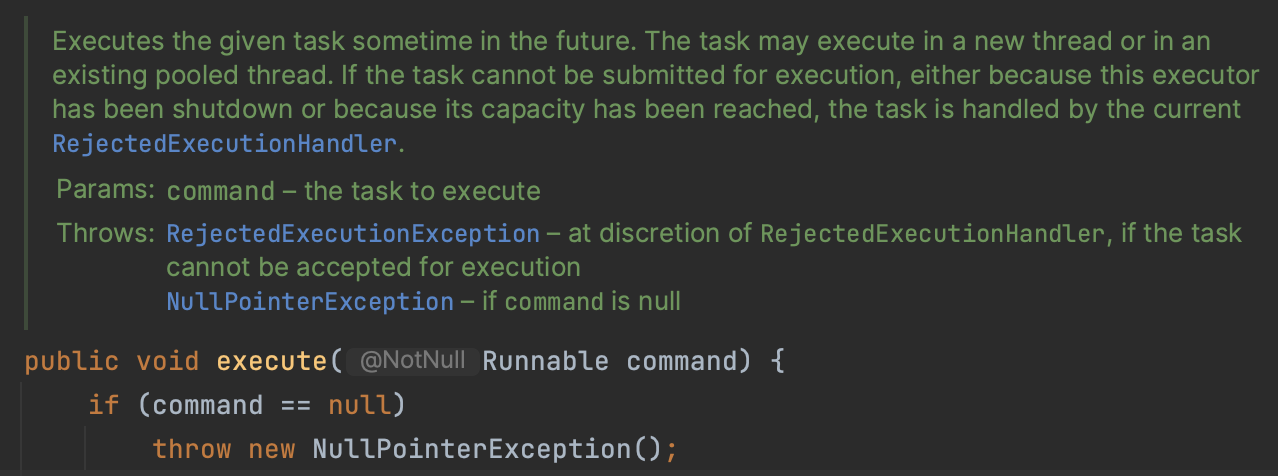 Executes the given task sometime in the future. The task may execute in a new thread or in an
existing pooled thread. If the task cannot be submitted for execution, either because this executor
has been shutdown or because its capacity has been reached, the task is handled by the current
RejectedExecutionHandler.
Params: command – the task to execute
Throws: RejectedExecutionException – at discretion of RejectedExecutionHandler, if the task
cannot be accepted for execution
NullPointerException – if command is null
public void execute( @NotNull Runnable command) {
if (command == null)
throw new NullPointerException();